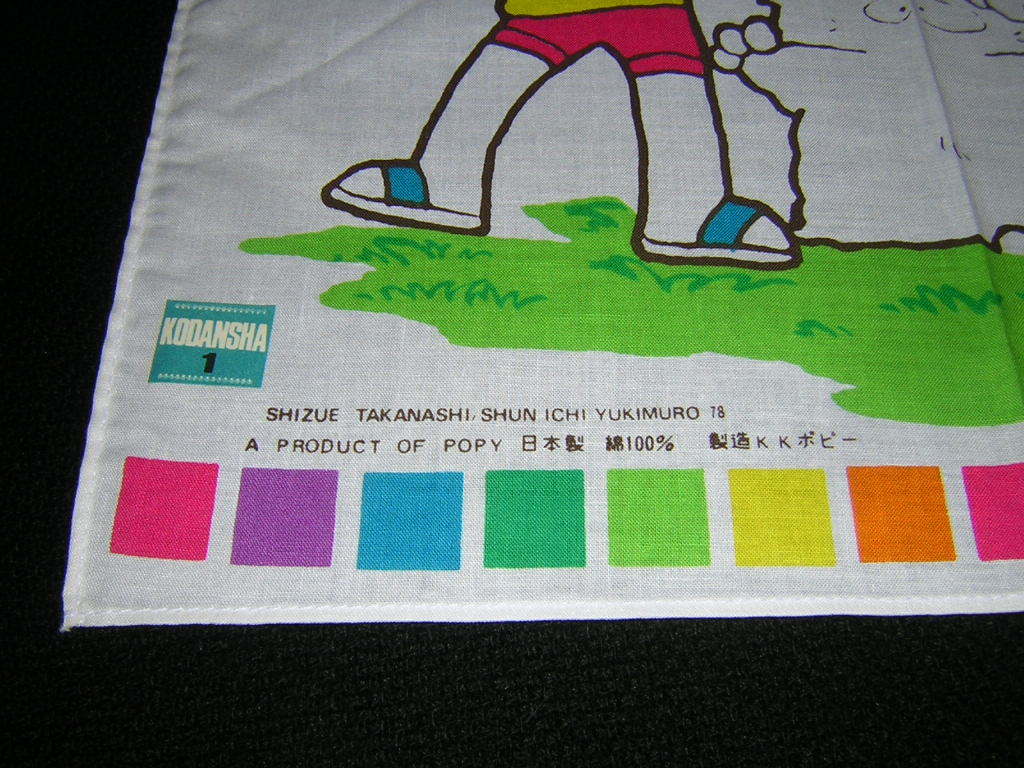 KODANSHA
1
SHIZUE TAKANASHI/SHUN ICHI YUKIMURO 78
A PRODUCT OF POPY 日本製 綿100% 製造KKポピー